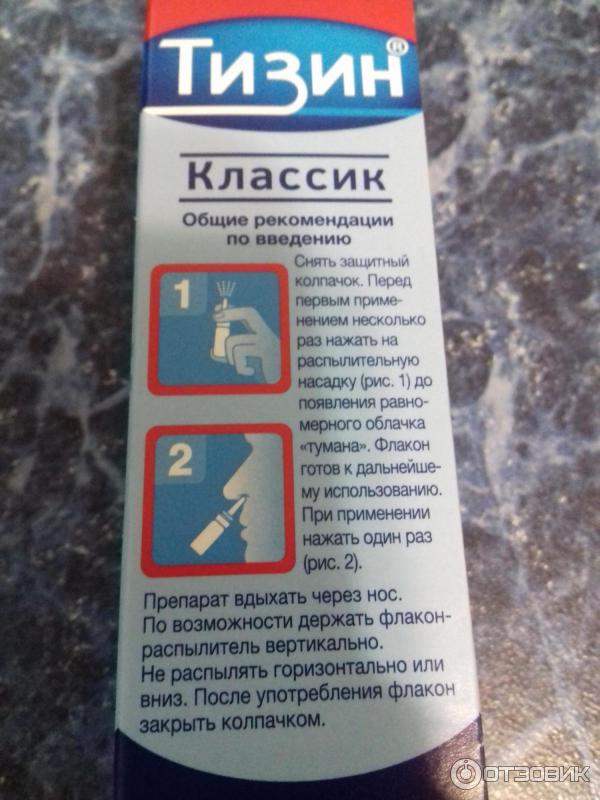 Тизин®
Классик
Общие рекомендации
по введению
1
Снять защитный
колпачок. Перед
первым приме-
нением несколько
раз нажать на
распылительную
насадку (рис. 1) до
появления равно-
мерного облачка
«тумана». Флакон
готов к дальнейше-
му использованию.
При применении
нажать один раз
(рис. 2).
2
Препарат вдыхать через нос.
По возможности держать флакон-
распылитель вертикально.
Не распылять горизонтально или
вниз. После употребления флакон
закрыть колпачком.
ОТЗОВИК